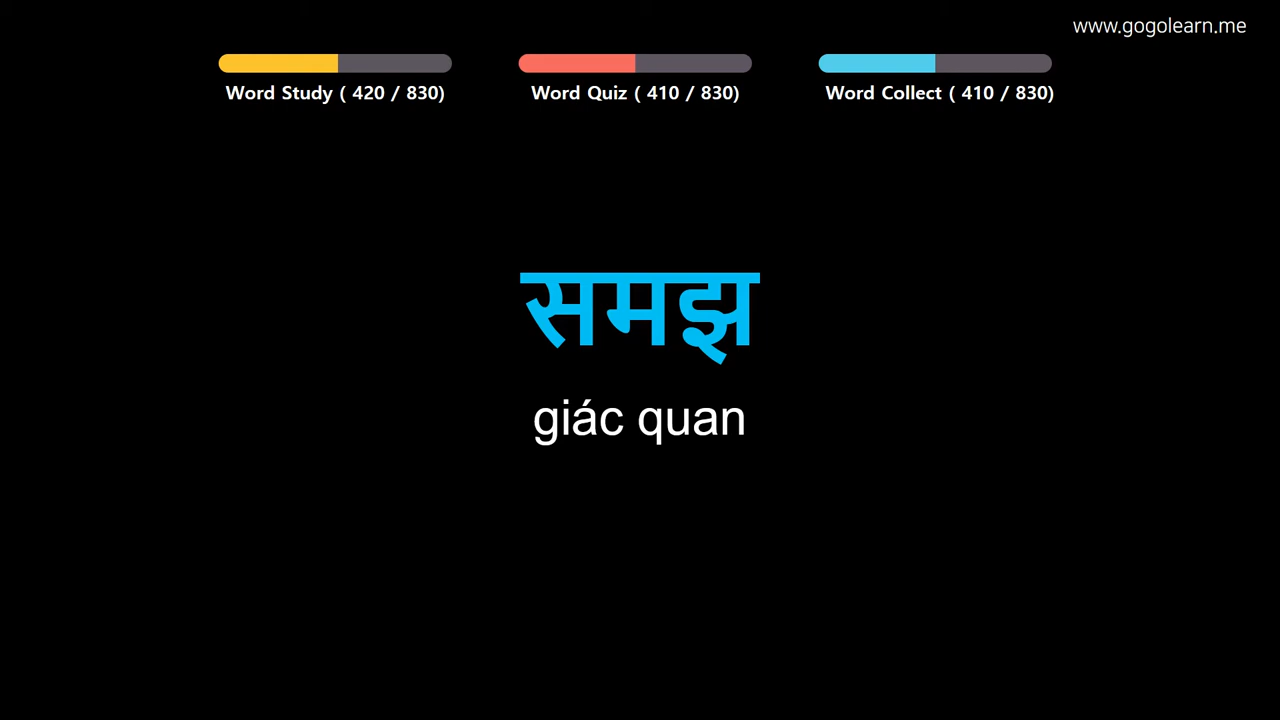 www.gogolearn.me
Word Study ( 420 / 830)
Word Quiz ( 410 / 830)
Word Collect ( 410 / 830)
समझ
giác quan